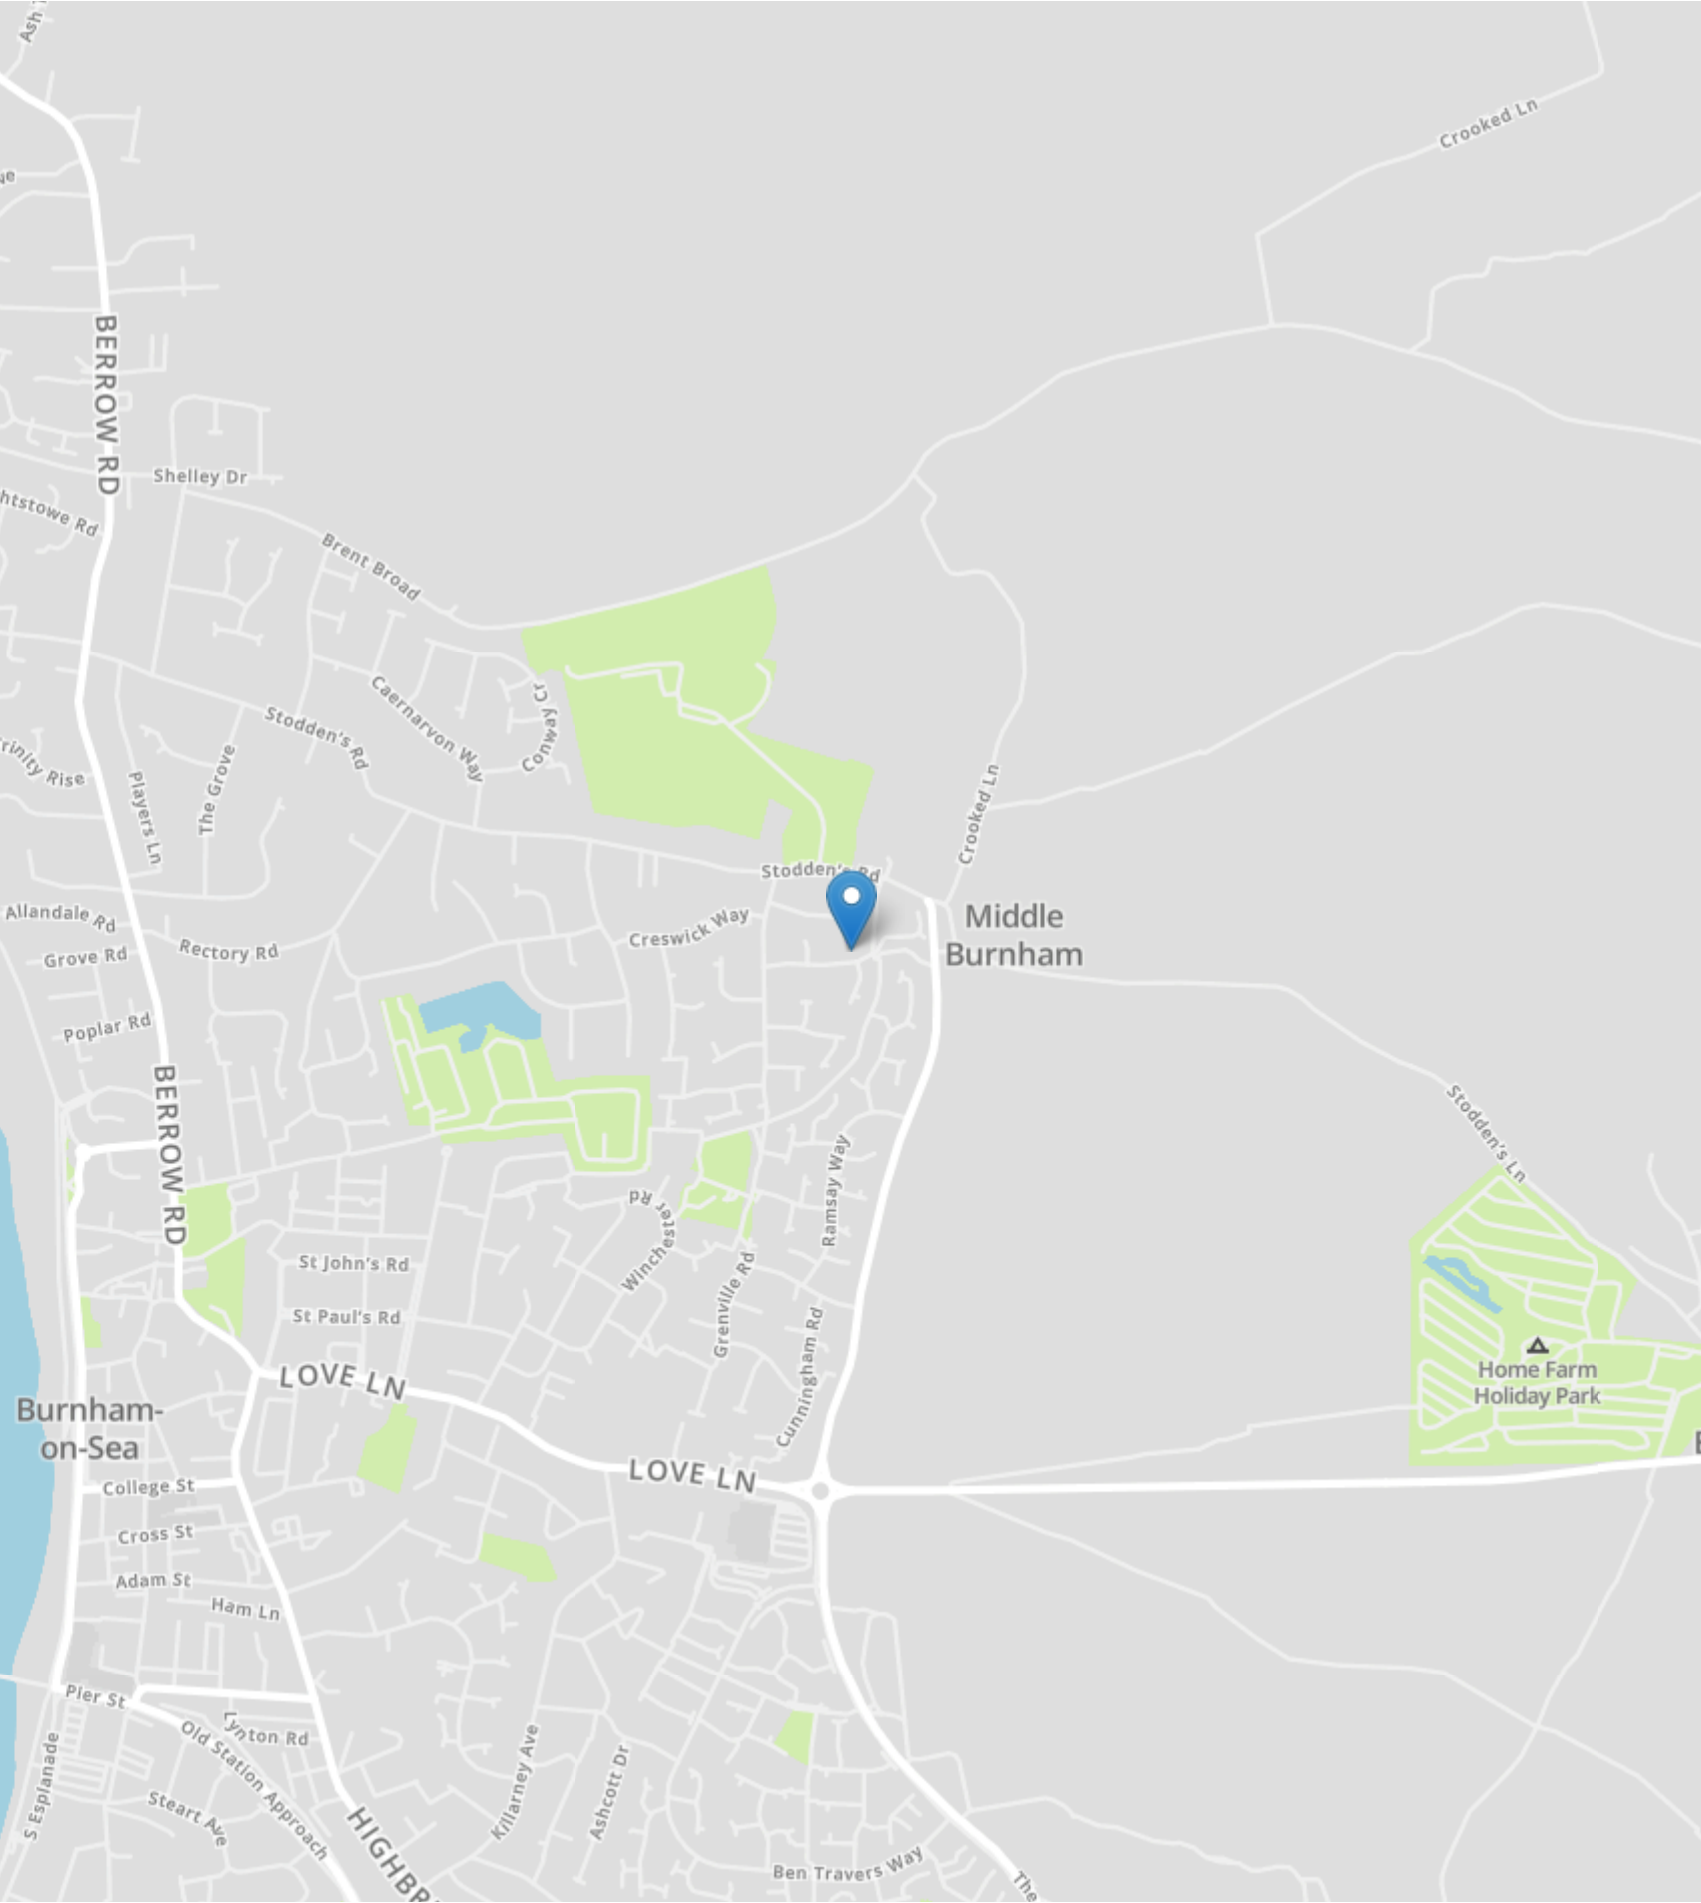 Crooked Ln
BERROW RD
Shelley Dr
Brent Broad
Caernarvon Way
Conway Cr
Stodden's Rd
The Grove
Players Ln
Crooked Ln
Stodden's Rd
Allandale Rd
Creswick Way
Middle
Burnham
Grove Rd
Rectory Rd
Poplar Rd
BERROW RD
Stodden's Ln
Ramsay Way
Winchester Rd
St John's Rd
Grenville Rd
St Paul's Rd
Cunningham Rd
LOVE LN
Home Farm
Holiday Park
Burnham-
on-Sea
LOVE LN
College St
Cross St
Adam St
Ham Ln
Pier St
Lynton Rd
Old Station Approach
S Esplanade
Steart Ave
Killarney Ave
Ashcott Dr
Ben Travers Way
The